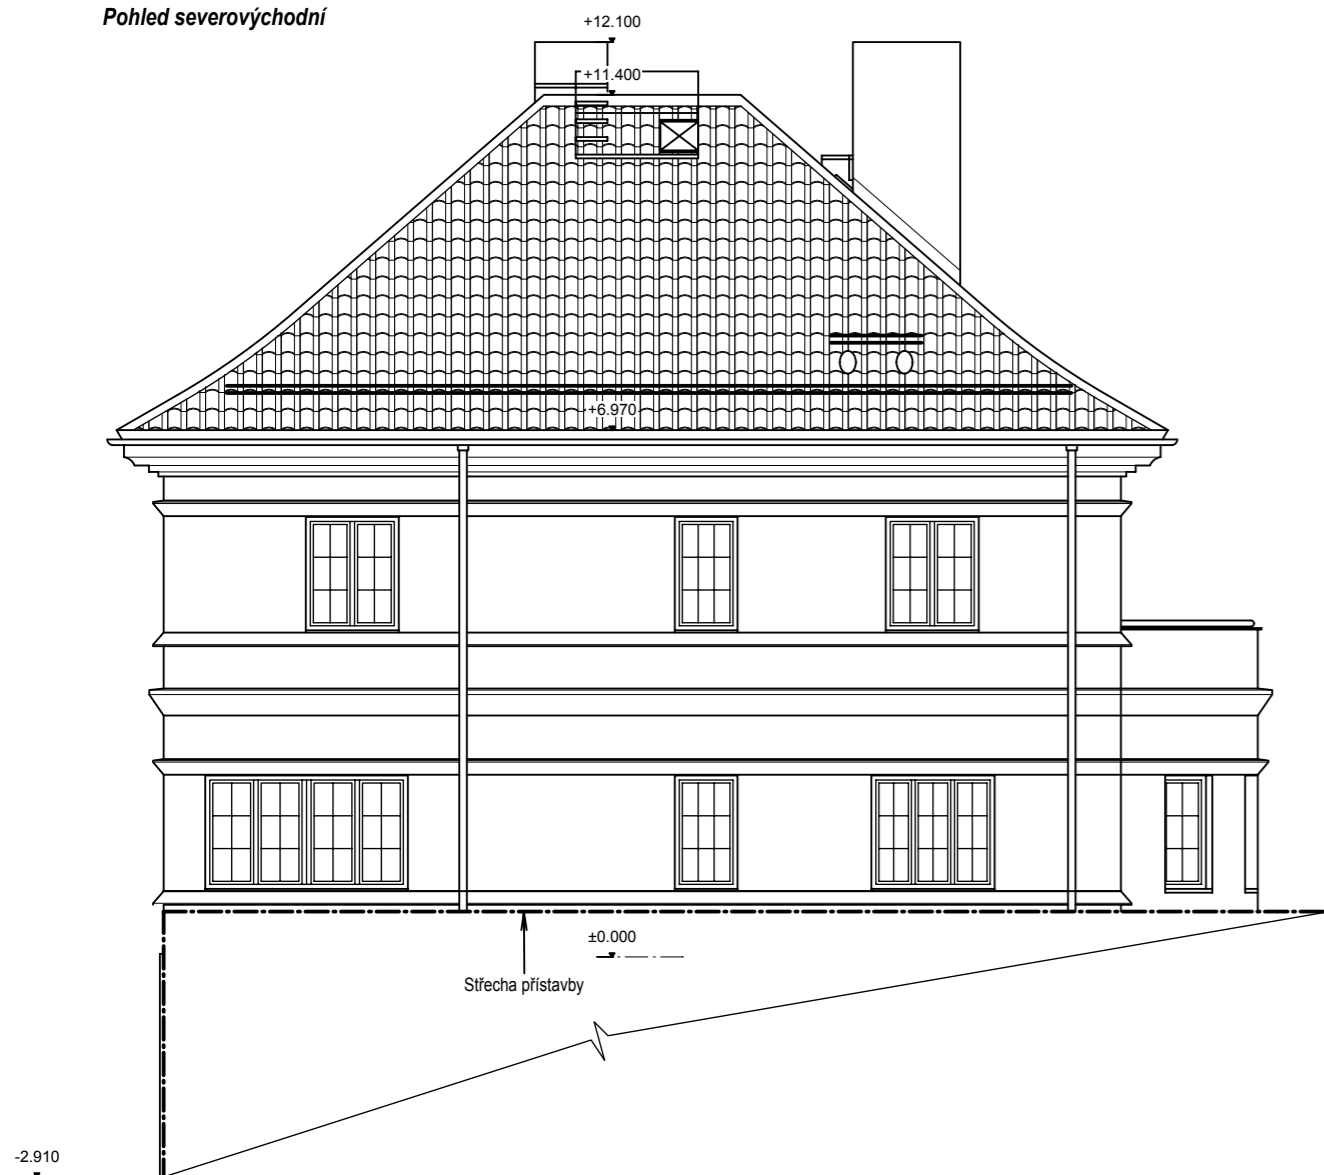 Pohled severovýchodní
+12.100
+11.400
+6.970
±0.000
Střecha přístavby
-2.910